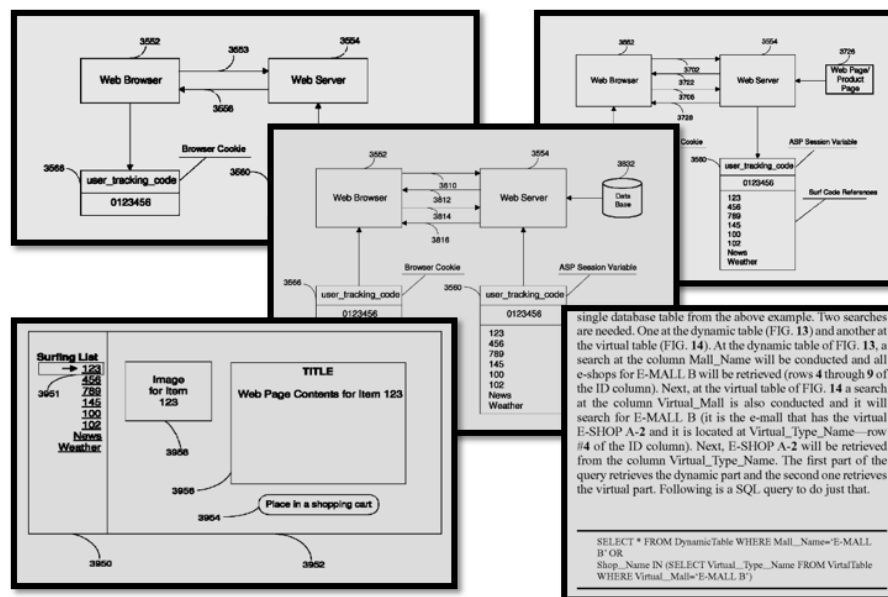 3552
3554
3553
Web Browser
Web Server
3556
3568
Browser Cookie
3560
user_tracking_code
0123456
3554
3726
Web Browser
3702
3722
3706
3728
Web Server
Web Page/
Product
Page
Cookie
3560
ASP Session Variable
user_tracking_code
0123456
Surf Code References
123
456
789
145
100
102
News
Weather
3552
3554
3832
Web Browser
3810
3812
3814
3816
Web Server
Data
Base
3566
Browser Cookie
3560
ASP Session Variable
user_tracking_code
0123456
user_tracking_code
0123456
123
456
789
145
100
102
News
Weather
Surfing List
123
456
789
145
100
102
News
Weather
3951
Image
for Item
123
3958
TITLE
Web Page Contents for Item 123
3956
Place in a shopping cart
3954
3950
3952
single database table from the above example. Two searches
are needed. One at the dynamic table (FIG. 13) and another at
the virtual table (FIG. 14). At the dynamic table of FIG. 13, a
search at the column Mall_Name will be conducted and all
e-shops for E-MALL B will be retrieved (rows 4 through 9 of
the ID column). Next, at the virtual table of FIG. 14 a search
at the column Virtual_Mall is also conducted and it will
search for E-MALL B (it is the e-mall that has the virtual
E-SHOP A-2 and it is located at Virtual_Type_Name—row
#4 of the ID column). Next, E-SHOP A-2 will be retrieved
from the column Virtual_Type_Name. The first part of the
query retrieves the dynamic part and the second one retrieves
the virtual part. Following is a SQL query to do just that.
SELECT * FROM DynamicTable WHERE Mall_Name='E-MALL
B' OR
Shop_Name IN (SELECT Virtual_Type_Name FROM VirtalTable
WHERE Virtual_Mall='E-MALL B')